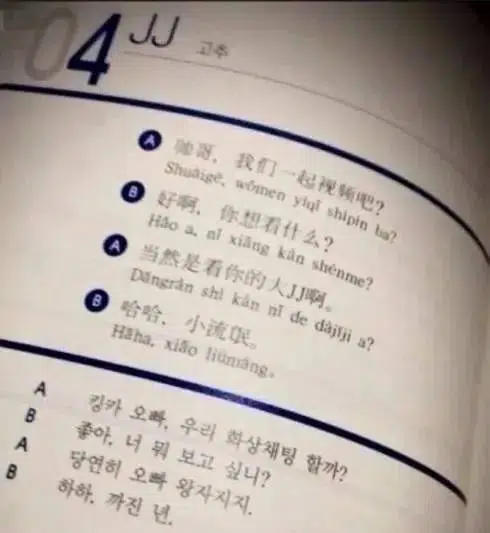 04 JJ 고추
A 帅哥，我们一起视频吧？
Shuàigē, wǒmen yìqǐ shìpín ba?
B 好啊，你想看什么？
Hǎo a, nǐ xiǎng kàn shénme?
A 当然是看你的大JJ啊。
Dāngrán shì kàn nǐ de dàjīji a?
B 哈哈，小流氓。
Hāha, xiǎo liúmáng。
A 킹카 오빠, 우리 화상채팅 할까?
B 좋아, 너 뭐 보고 싶니?
A 당연히 오빠 왕자지지.
B 하하, 까진 년.